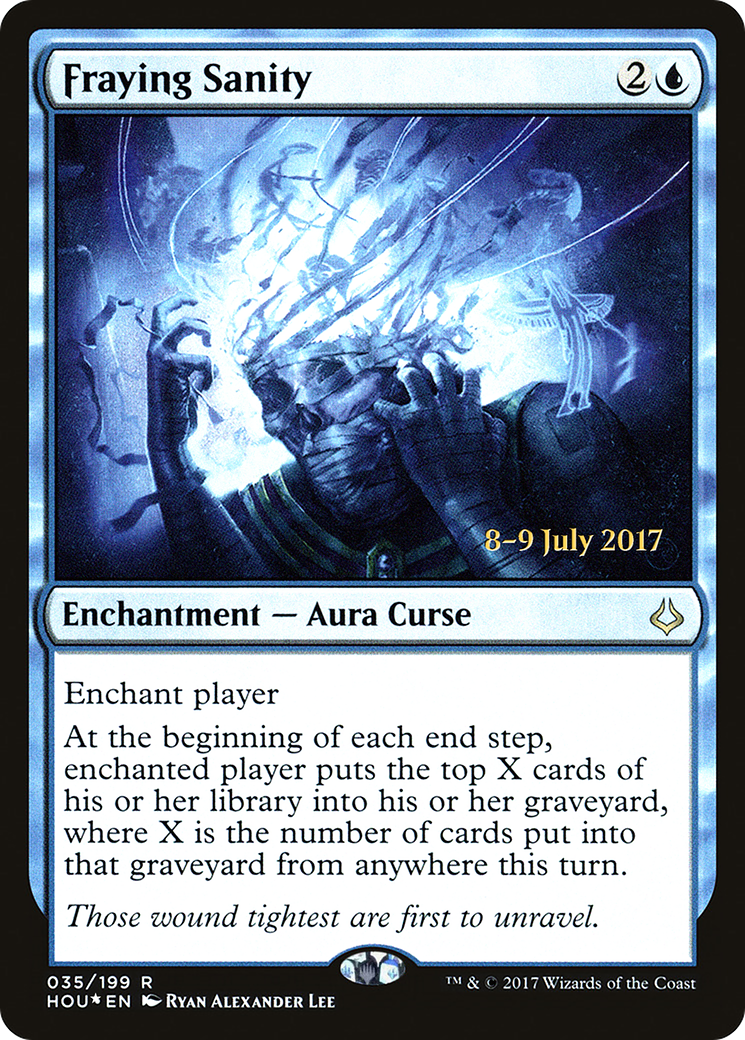 Fraying Sanity 2
8–9 July 2017
Enchantment — Aura Curse
Enchant player
At the beginning of each end step,
enchanted player puts the top X cards of
his or her library into his or her graveyard,
where X is the number of cards put into
that graveyard from anywhere this turn.
Those wound tightest are first to unravel.
035/199 R
HOU★EN Ryan Alexander Lee
™ & © 2017 Wizards of the Coast